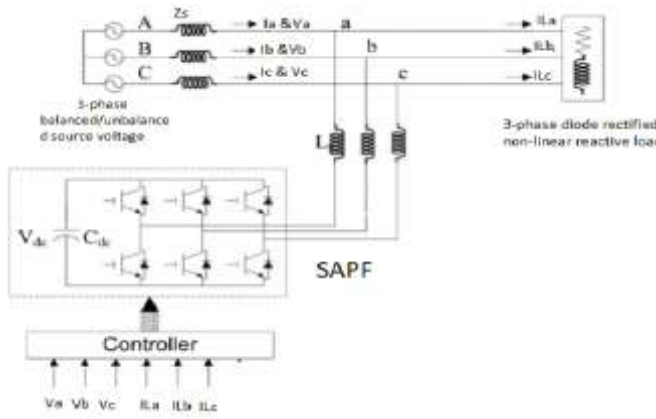 A Zs Ia & Va a ILa
B Ib & Vb b ILb
C Ic & Vc c ILc
3-phase
balanced/unbalance
d source voltage
3-phase diode rectified
non-linear reactive load
L
Vdc Cdc
SAPF
Controller
Va Vb Vc ILa ILb ILc